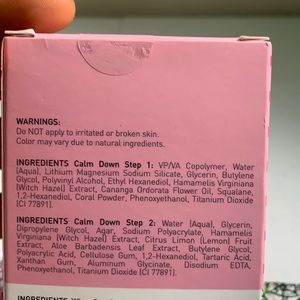 WARNINGS:
Do NOT apply to irritated or broken skin.
Color may vary due to natural ingredients.
INGREDIENTS Calm Down Step 1: VP/VA Copolymer, Water
[Aqua], Lithium Magnesium Sodium Silicate, Glycerin, Butylene
Glycol, Polyvinyl Alcohol, Ethyl Hexanediol, Hamamelis Virginiana
[Witch Hazel] Extract, Cananga Ordorata Flower Oil, Squalane,
1,2-Hexanediol, Coral Powder, Phenoxyethanol, Titanium Dioxide
[CI 77891].
INGREDIENTS Calm Down Step 2: Water [Aqua], Glycerin,
Dipropylene Glycol, Agar, Sodium Polyacrylate, Hamamelis
Virginiana [Witch Hazel] Extract, Citrus Limon [Lemon] Fruit
Extract, Aloe Barbadensis Leaf Extract, Butylene Glycol,
Polyacrylic Acid, Cellulose Gum, 1,2-Hexanediol, Tartaric Acid,
Xanthan Gum, Aluminum Glycinate, Disodium EDTA,
Phenoxyethanol, Titanium Dioxide [CI 77891].